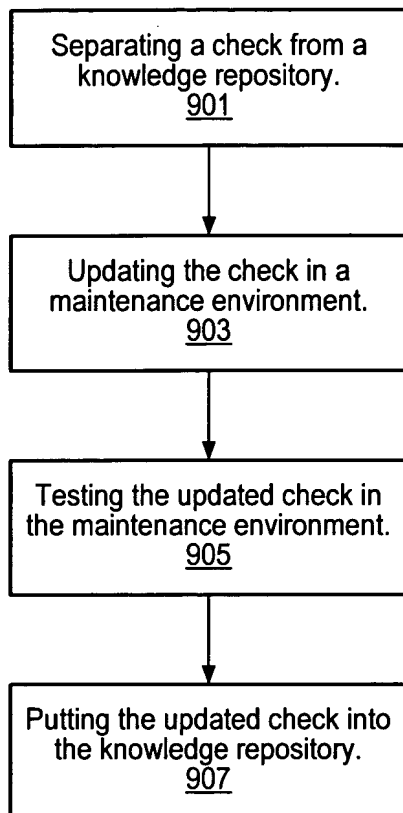 Separating a check from a
knowledge repository.
901
Updating the check in a
maintenance environment.
903
Testing the updated check in
the maintenance environment.
905
Putting the updated check into
the knowledge repository.
907